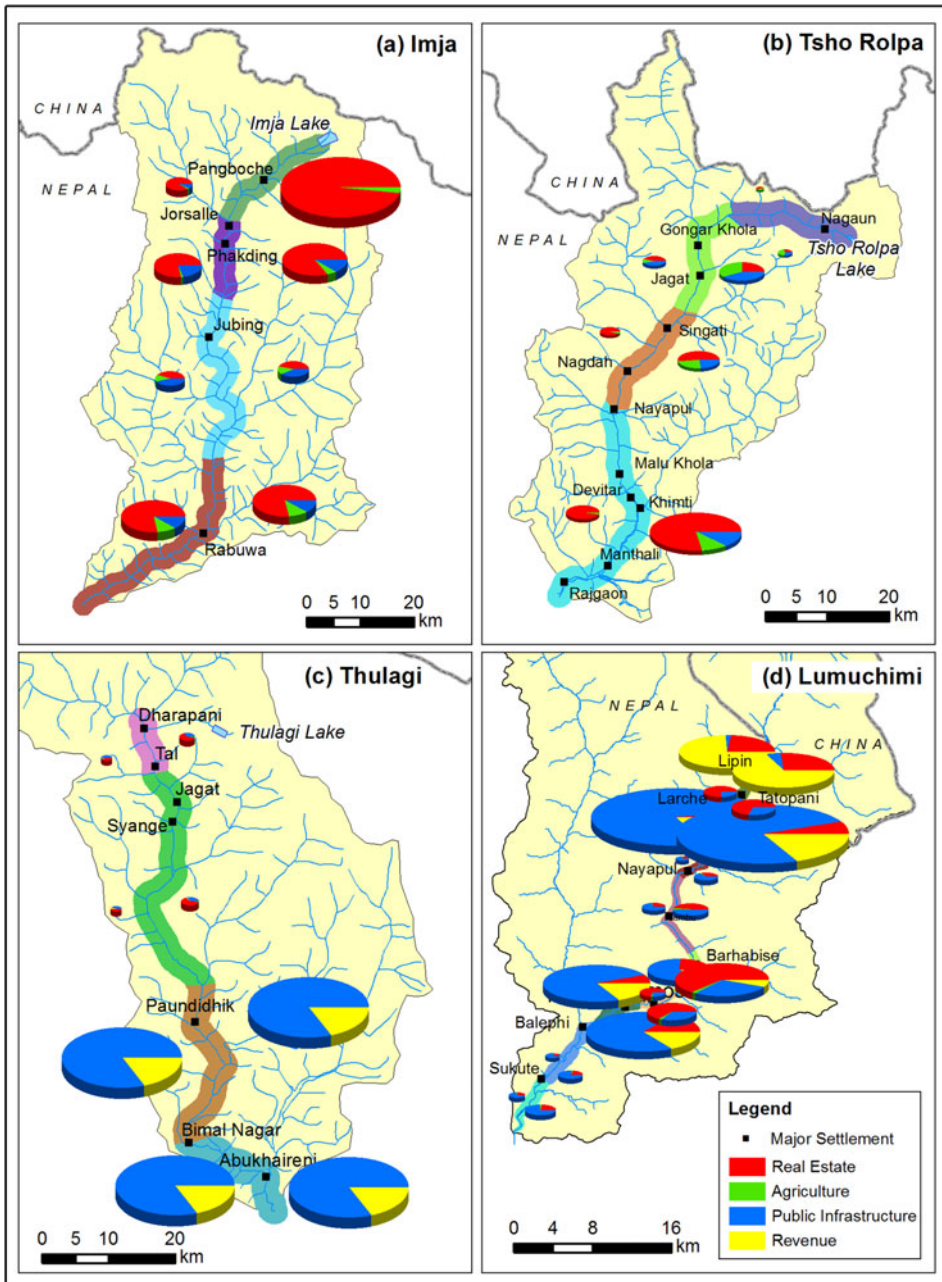 (a) Imja
CHINA
Imja Lake
Pangboche
NEPAL
Jorsalle
Phakding
Jubing
Rabuwa
0 5 10 20
km
(b) Tsho Rolpa
CHINA
Nagaun
Gongar Khola
NEPAL
Tsho Rolpa
Lake
Jagat
Singati
Nagdah
Nayapul
Malu Khola
Devitar
Khimti
Manthali
Rajgaon
0 5 10 20
km
(c) Thulagi
Dharapani
Thulagi Lake
Tal
Jagat
Syange
Paundidhik
Bimal Nagar
Abukhaireni
20 10 0 20
km
(d) Lumuchimi
NEPAL
CHINA
Lipin
Larche
Tatopani
Nayapul
Barhabise
Balephi
Sukute
0 4 8 16
km
Legend
Major Settlement
Real Estate
Agriculture
Public Infrastructure
Revenue